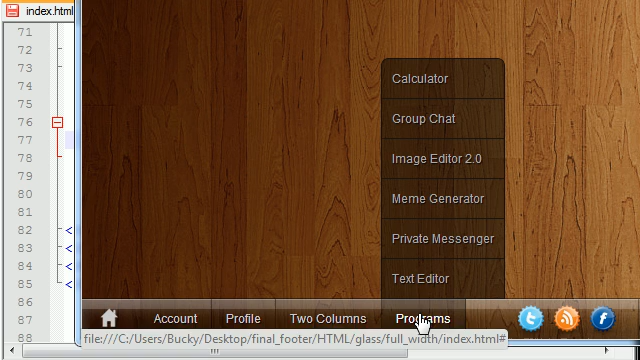 index.html
71
72
73
74
75
76
77
78
79
80
81
82 <
83 <
84 <
85 <
86
87
88
Calculator
Group Chat
Image Editor 2.0
Meme Generator
Private Messenger
Text Editor
Account Profile Two Columns Programs
file:///C:/Users/Bucky/Desktop/final_footer/HTML/glass/full_width/index.html#